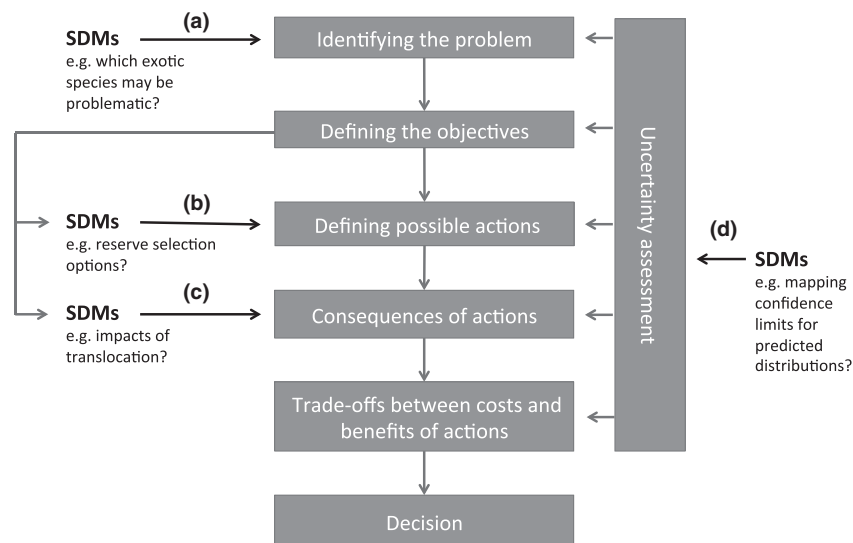 (a)
SDMs
e.g. which exotic
species may be
problematic?
Identifying the problem
Defining the objectives
(b)
SDMs
e.g. reserve selection
options?
Defining possible actions
(c)
SDMs
e.g. impacts of
translocation?
Consequences of actions
Trade-offs between costs and
benefits of actions
Decision
Uncertainty assessment
(d)
SDMs
e.g. mapping
confidence
limits for
predicted
distributions?